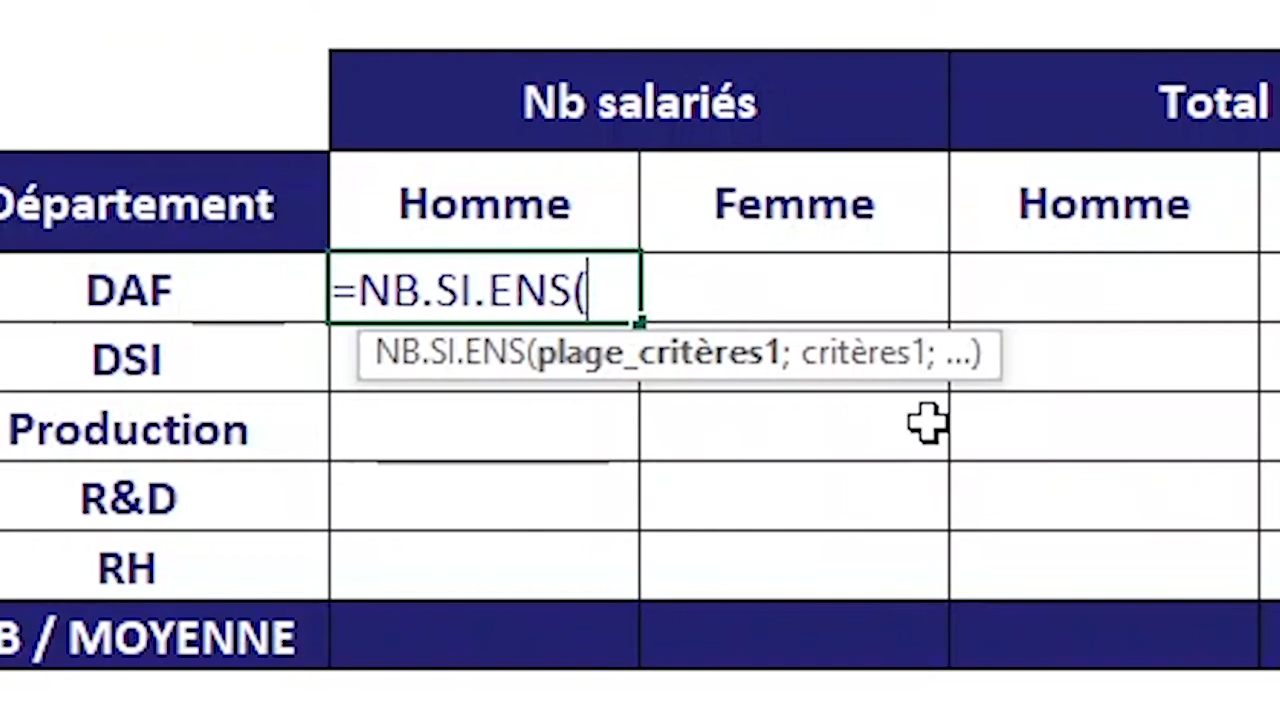 Nb salariés Total
Département Homme Femme Homme
DAF =NB.SI.ENS(
NB.SI.ENS(plage_critères1; critères1; ...)
DSI
Production
R&D
RH
/ MOYENNE